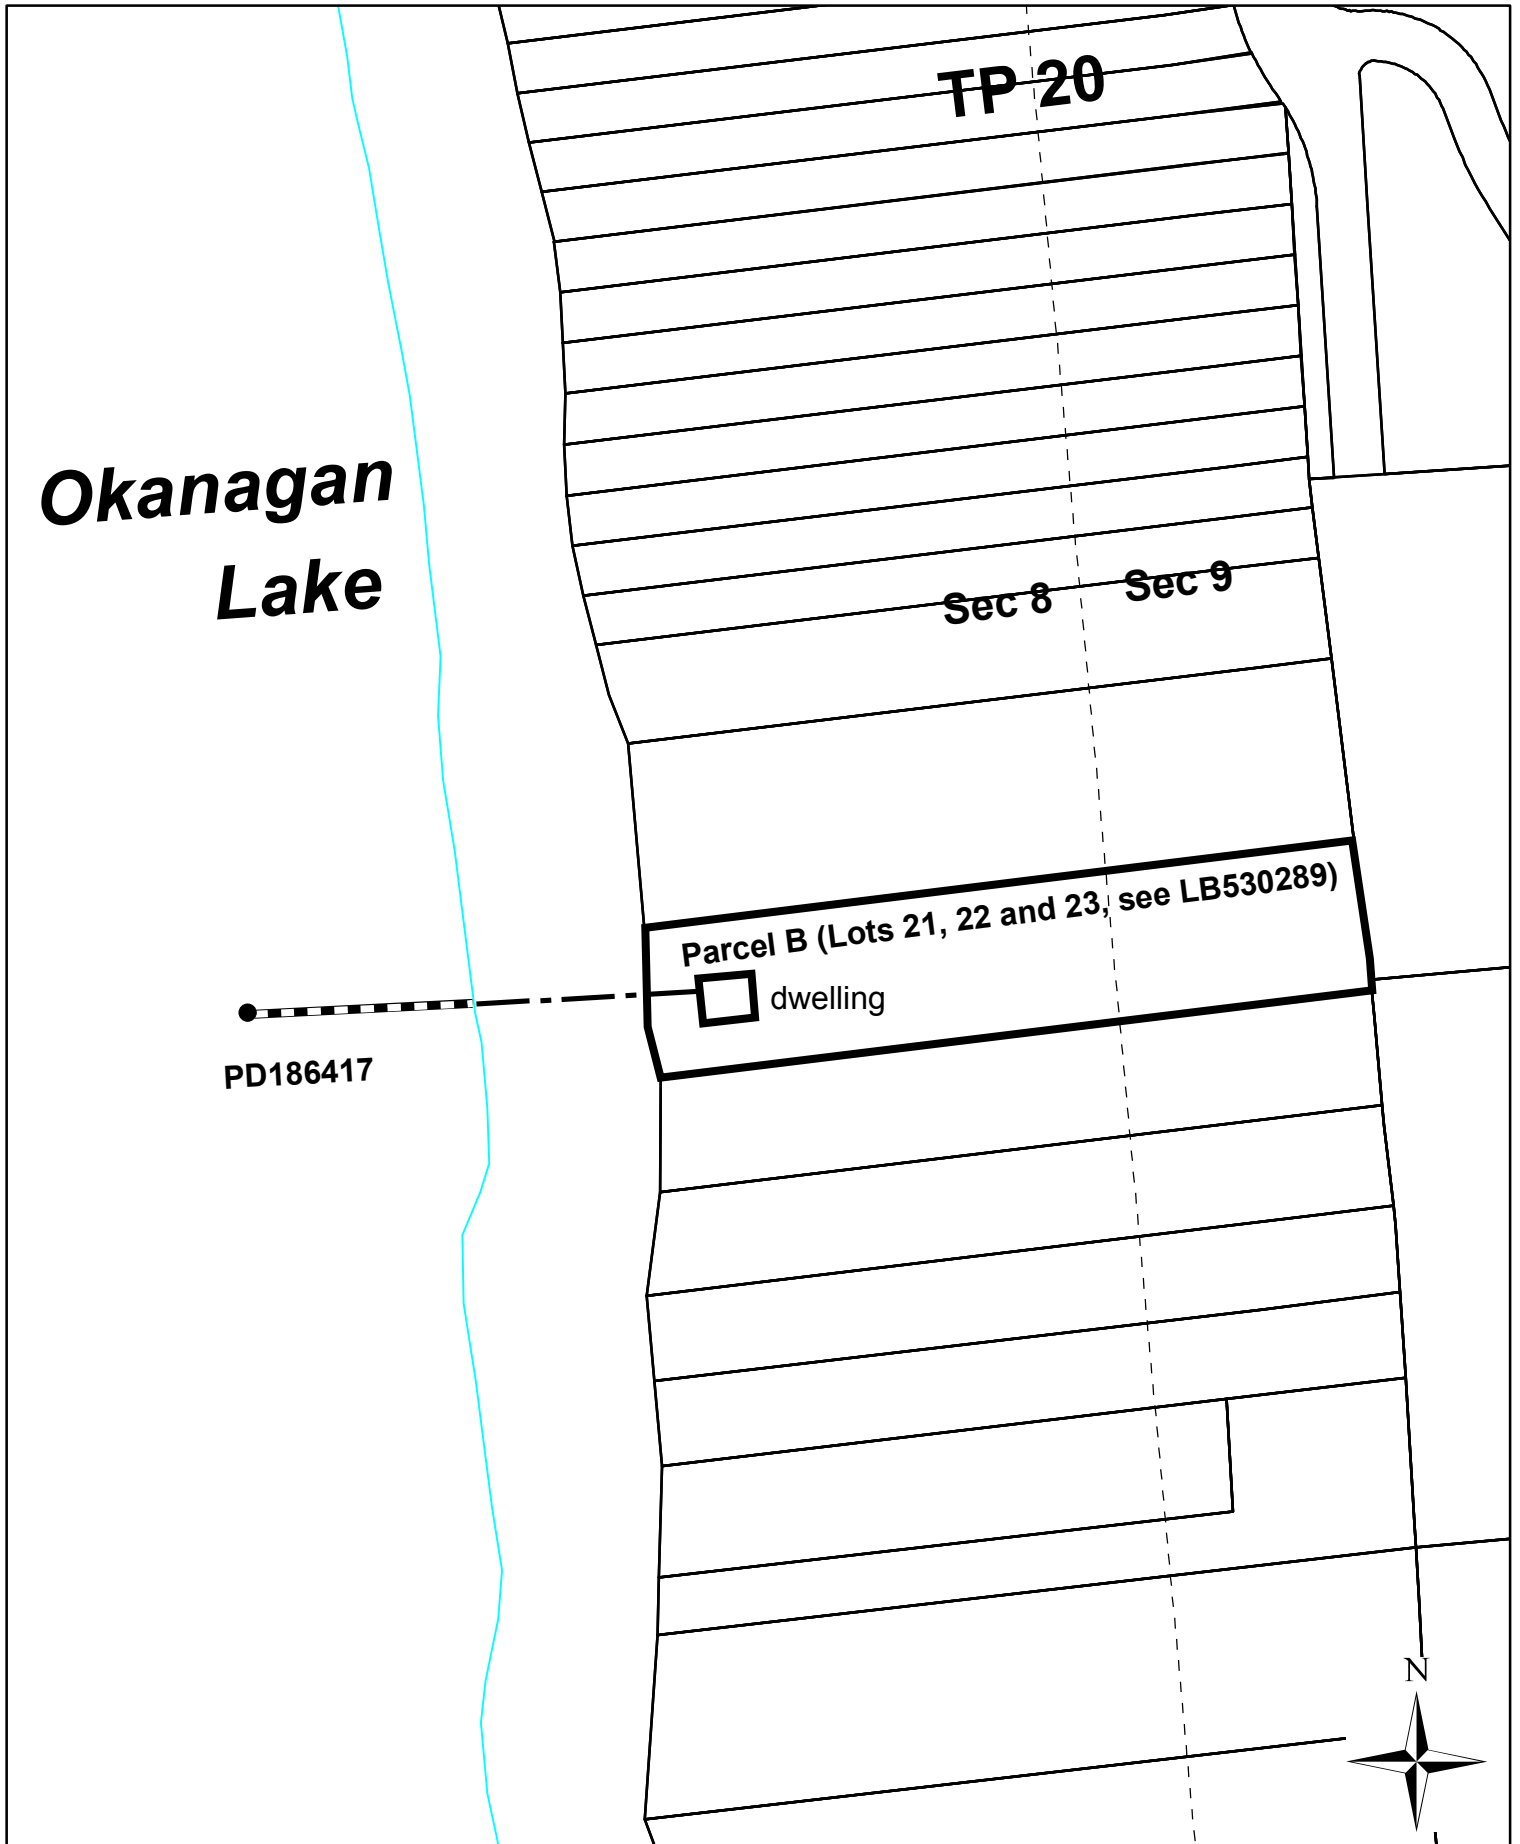 TP 20
Okanagan
Lake
Sec 8
Sec 9
Parcel B (Lots 21, 22 and 23, see LB530289)
dwelling
PD186417
N